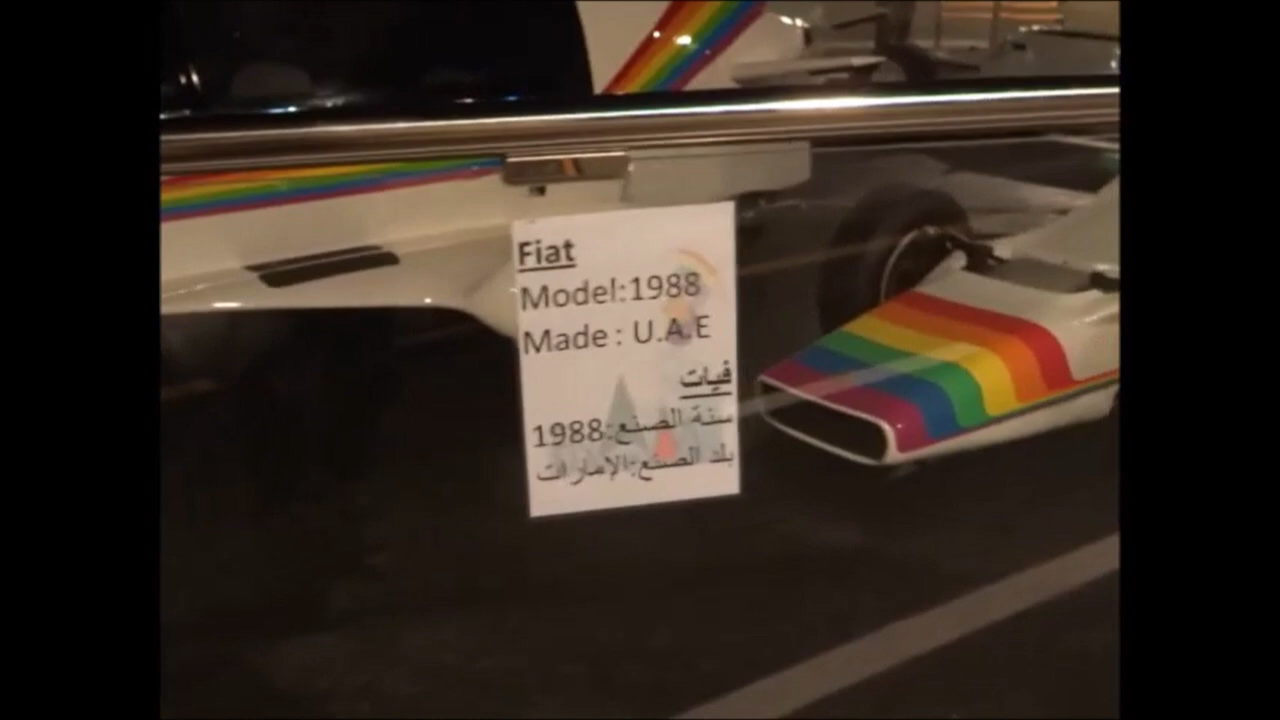 Fiat
Model:1988
Made : U.A.E
فيات
سنة الصنع:1988
بلد الصنع:الإمارات